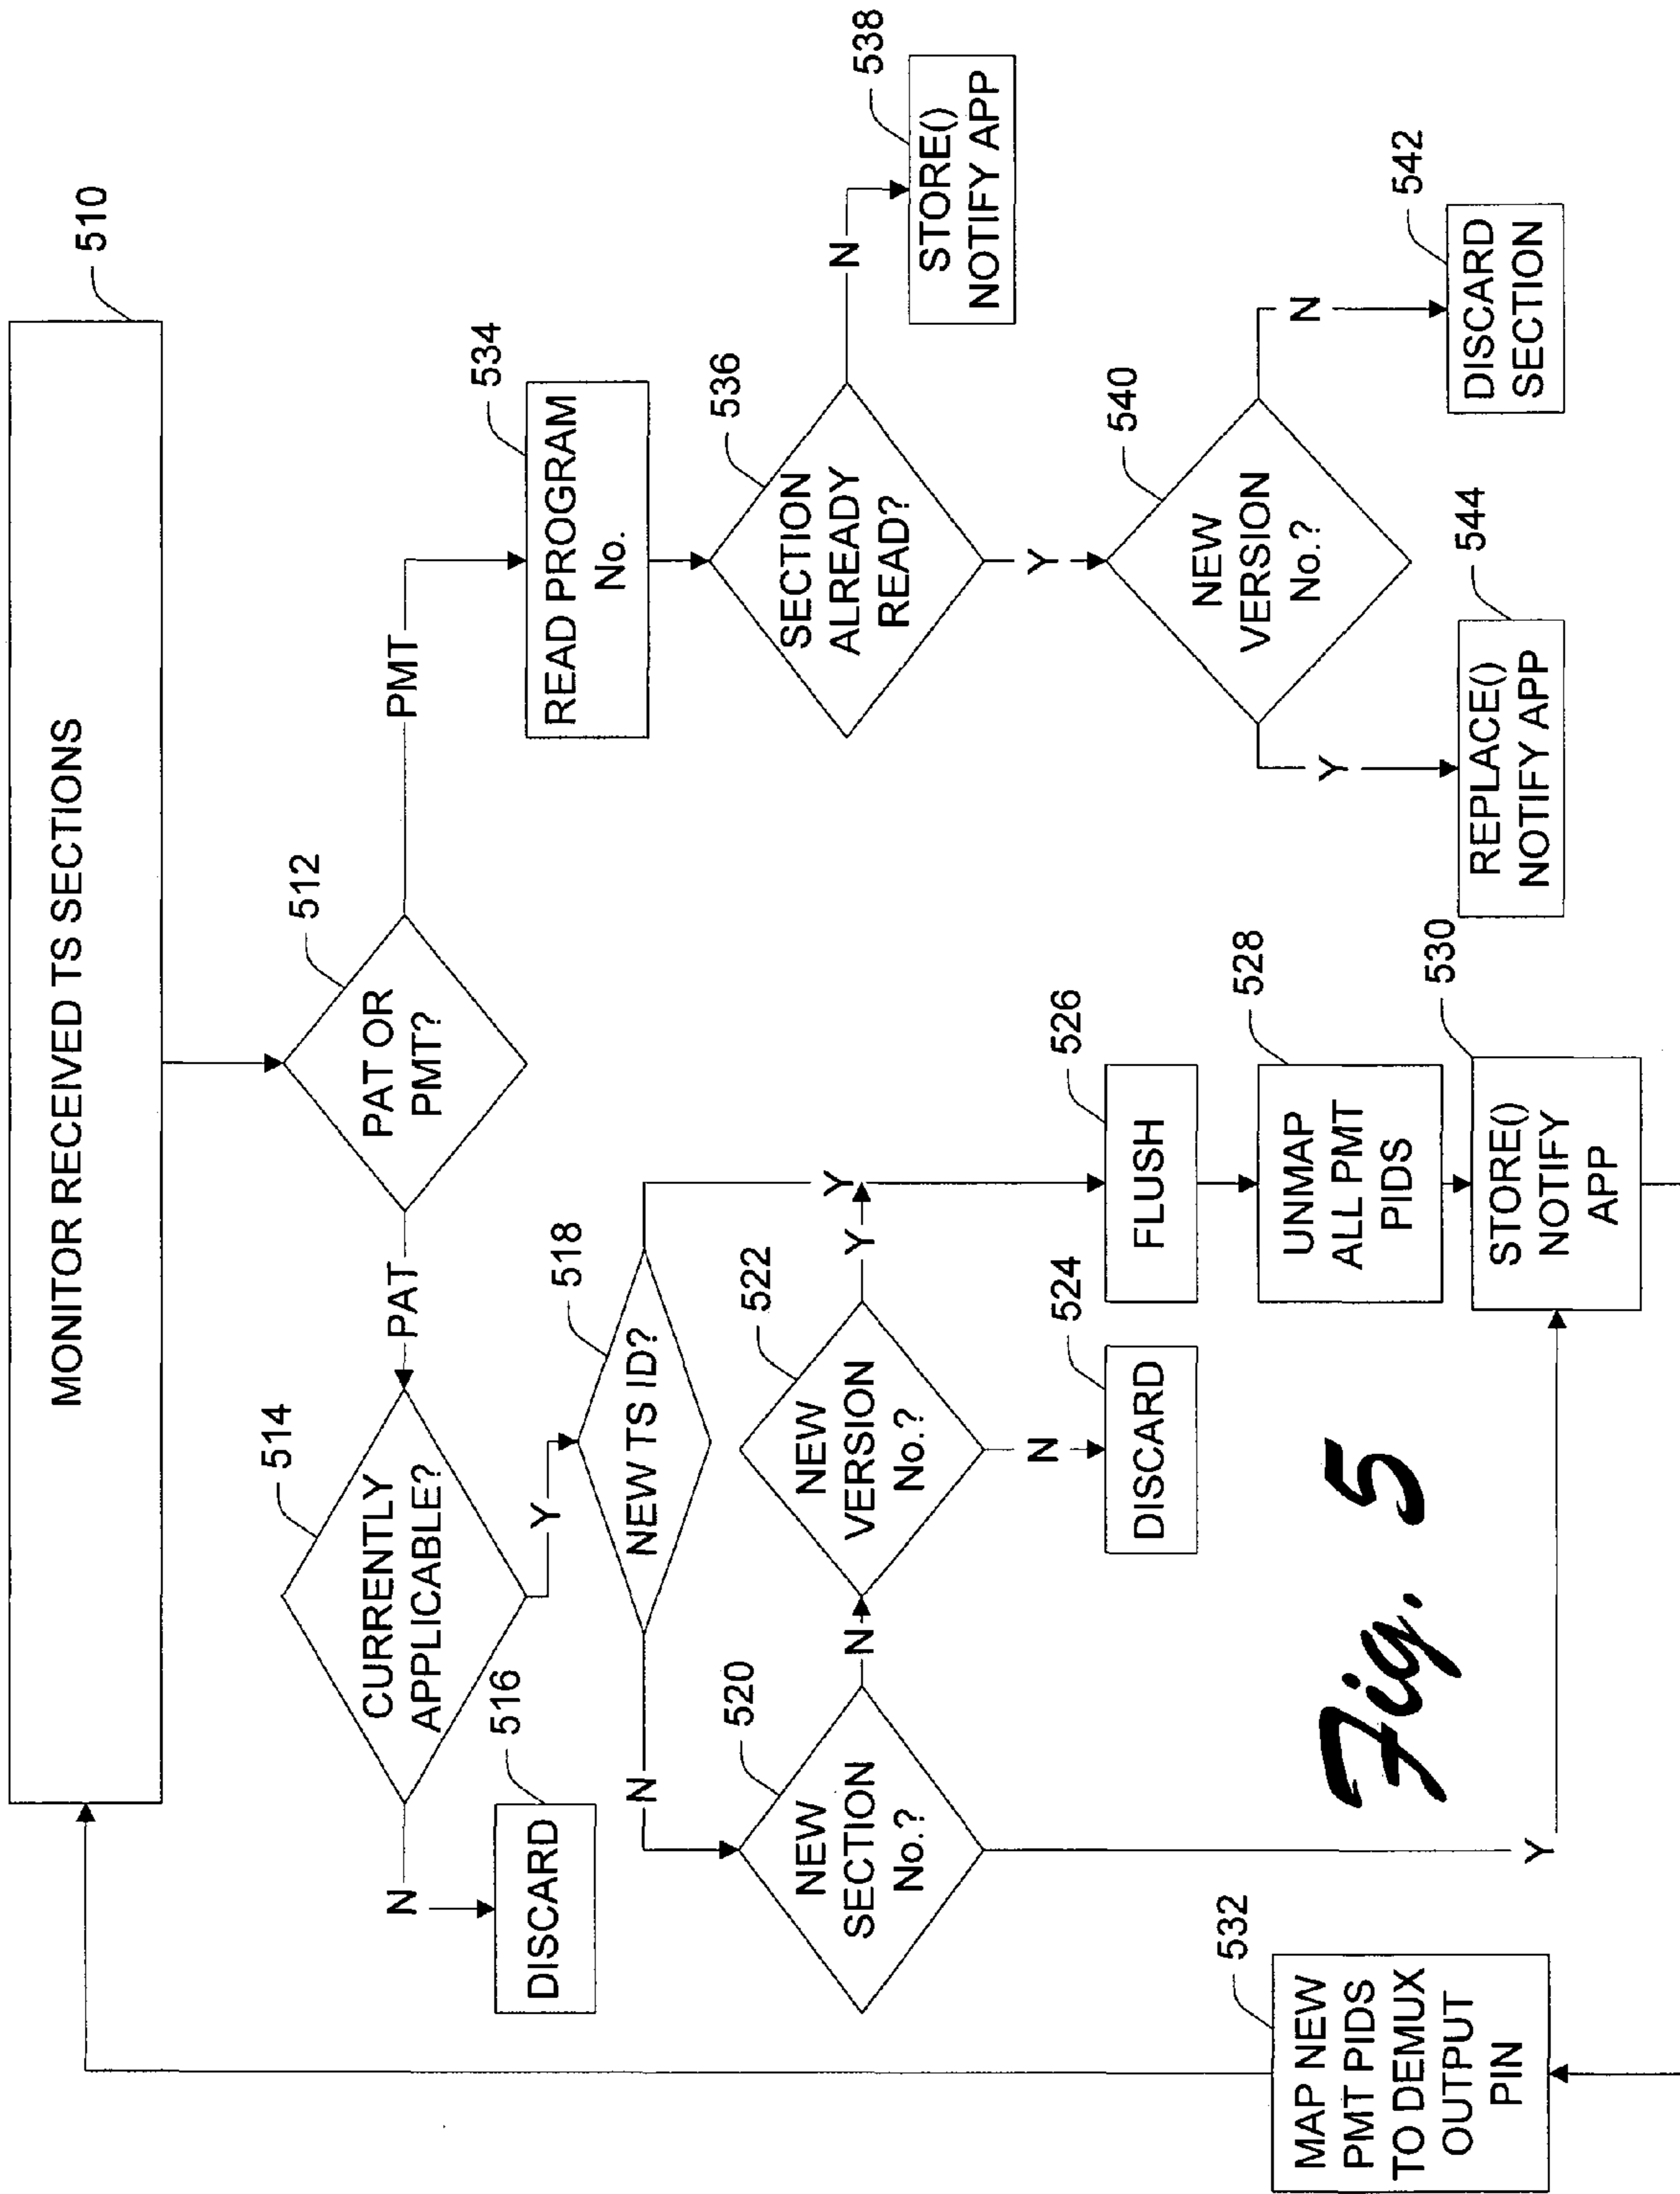 MONITOR RECEIVED TS SECTIONS
510
PAT OR
PMT?
512
PAT
PMT
CURRENTLY
APPLICABLE?
514
N
Y
DISCARD
516
NEW TS ID?
518
N
Y
NEW
SECTION
No.?
520
N
Y
NEW
VERSION
No.?
522
Y
N
DISCARD
524
FLUSH
526
UNMAP
ALL PMT
PIDS
528
STORE()
NOTIFY
APP
530
MAP NEW
PMT PIDS
TO DEMUX
OUTPUT
PIN
532
READ PROGRAM
No.
534
SECTION
ALREADY
READ?
536
N
Y
STORE()
NOTIFY APP
538
NEW
VERSION
No.?
540
Y
N
DISCARD
SECTION
542
REPLACE()
NOTIFY APP
544
Fig. 5